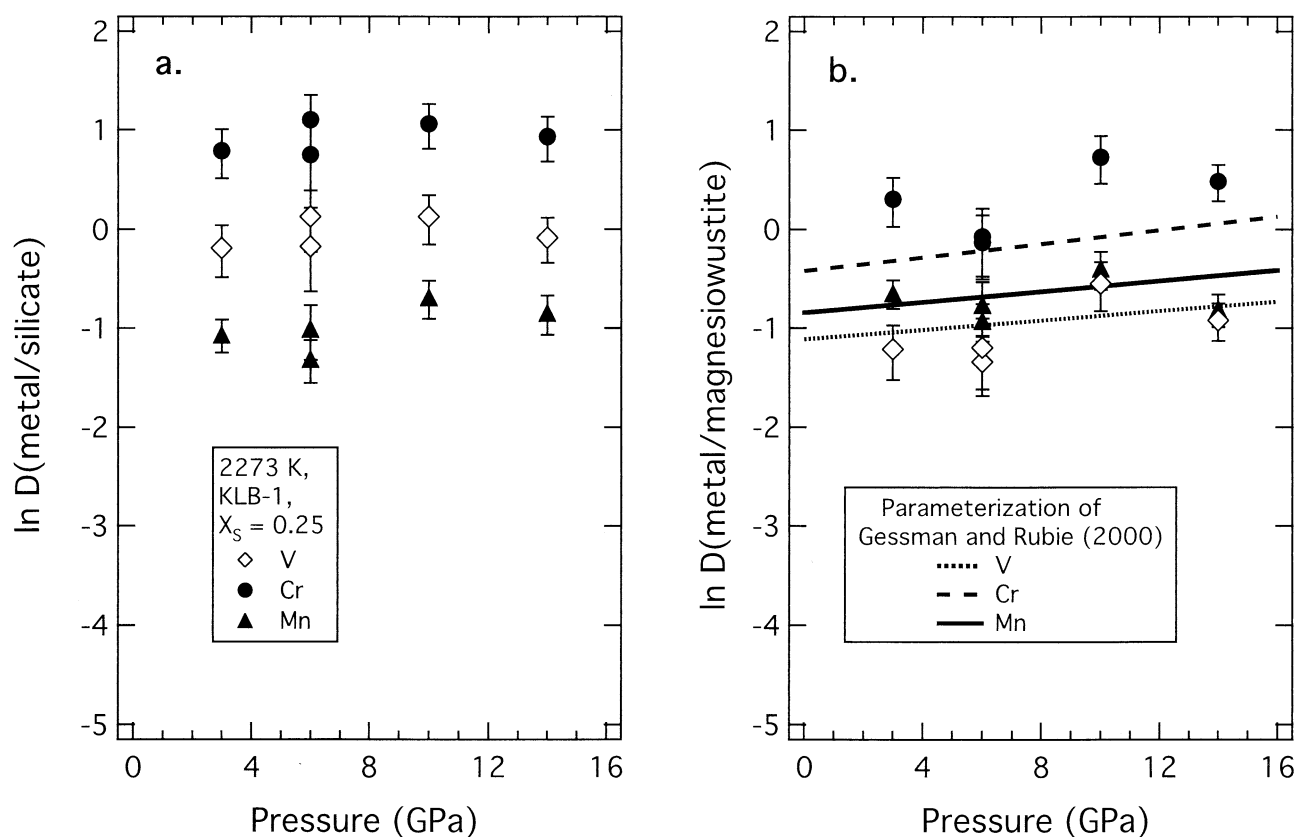 a.
ln D(metal/silicate)
2
1
0
-1
-2
-3
-4
-5
2273 K,
KLB-1,
X_S = 0.25
V
Cr
Mn
0 4 8 12 16
Pressure (GPa)
b.
ln D(metal/magnesiowustite)
2
1
0
-1
-2
-3
-4
-5
Parameterization of
Gessman and Rubie (2000)
V
Cr
Mn
0 4 8 12 16
Pressure (GPa)